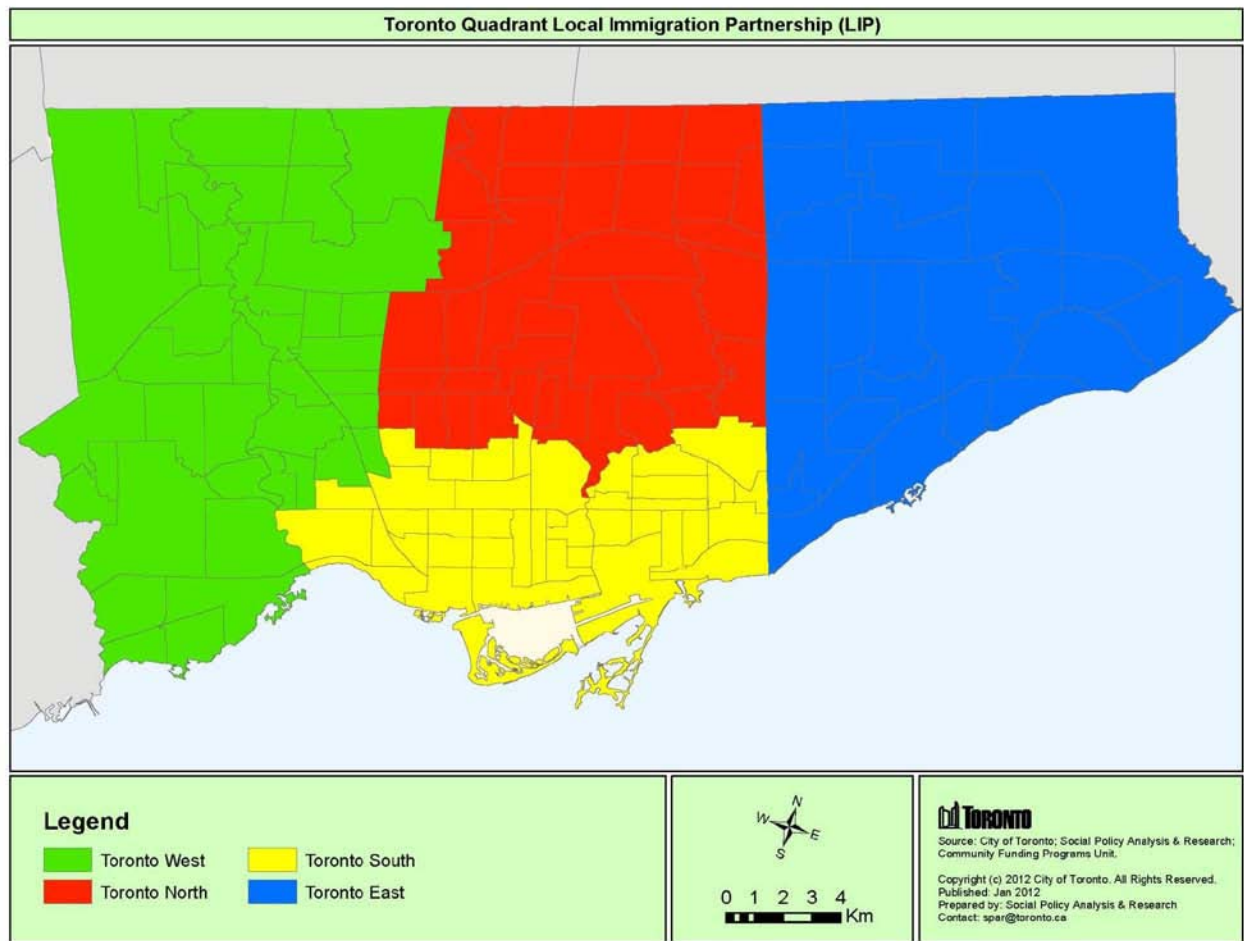 Toronto Quadrant Local Immigration Partnership (LIP)
Legend
Toronto West
Toronto South
Toronto North
Toronto East
N
W
E
S
0 1 2 3 4
Km
TORONTO
Source: City of Toronto; Social Policy Analysis & Research;
Community Funding Programs Unit.
Copyright (c) 2012 City of Toronto. All Rights Reserved.
Published: Jan 2012
Prepared by: Social Policy Analysis & Research
Contact: spar@toronto.ca